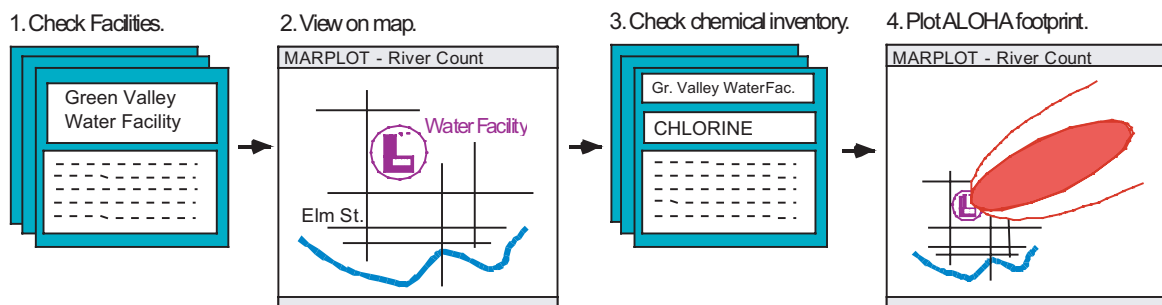 1. Check Facilities.
2. View on map.
3. Check chemical inventory.
4. Plot ALOHA footprint.
Green Valley
Water Facility
MARPLOT - River Count
Water Facility
Elm St.
Gr. Valley WaterFac.
CHLORINE
MARPLOT - River Count